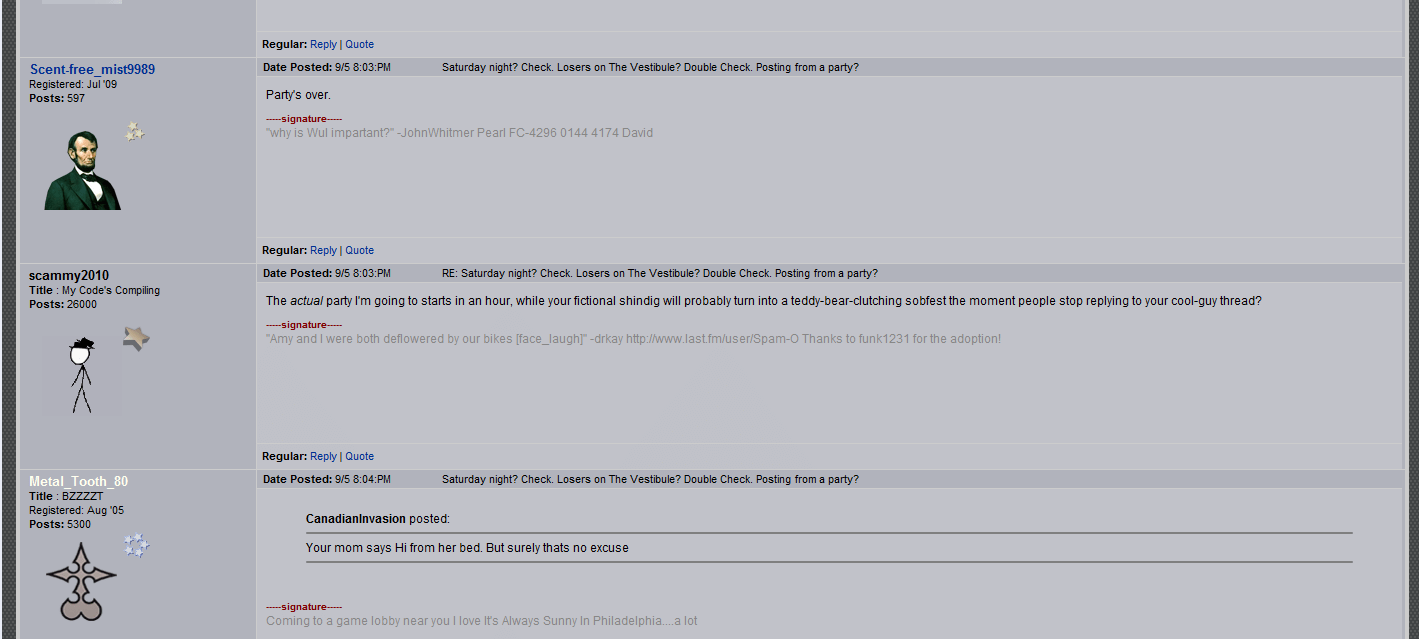 Regular: Reply | Quote
Scent-free_mist9989
Registered: Jul '09
Posts: 597
Date Posted: 9/5 8:03:PM Saturday night? Check. Losers on The Vestibule? Double Check. Posting from a party?
Party's over.
-----signature-----
"why is Wul impartant?" -JohnWhitmer Pearl FC-4296 0144 4174 David
Regular: Reply | Quote
scammy2010
Title : My Code's Compiling
Posts: 26000
Date Posted: 9/5 8:03:PM RE: Saturday night? Check. Losers on The Vestibule? Double Check. Posting from a party?
The actual party I'm going to starts in an hour, while your fictional shindig will probably turn into a teddy-bear-clutching sobfest the moment people stop replying to your cool-guy thread?
-----signature-----
"Amy and I were both deflowered by our bikes [face_laugh]" -drkay http://www.last.fm/user/Spam-O Thanks to funk1231 for the adoption!
Regular: Reply | Quote
Metal_Tooth_80
Title : BZZZZT
Registered: Aug '05
Posts: 5300
Date Posted: 9/5 8:04:PM Saturday night? Check. Losers on The Vestibule? Double Check. Posting from a party?
CanadianInvasion posted:
Your mom says Hi from her bed. But surely thats no excuse
-----signature-----
Coming to a game lobby near you I love It's Always Sunny In Philadelphia....a lot